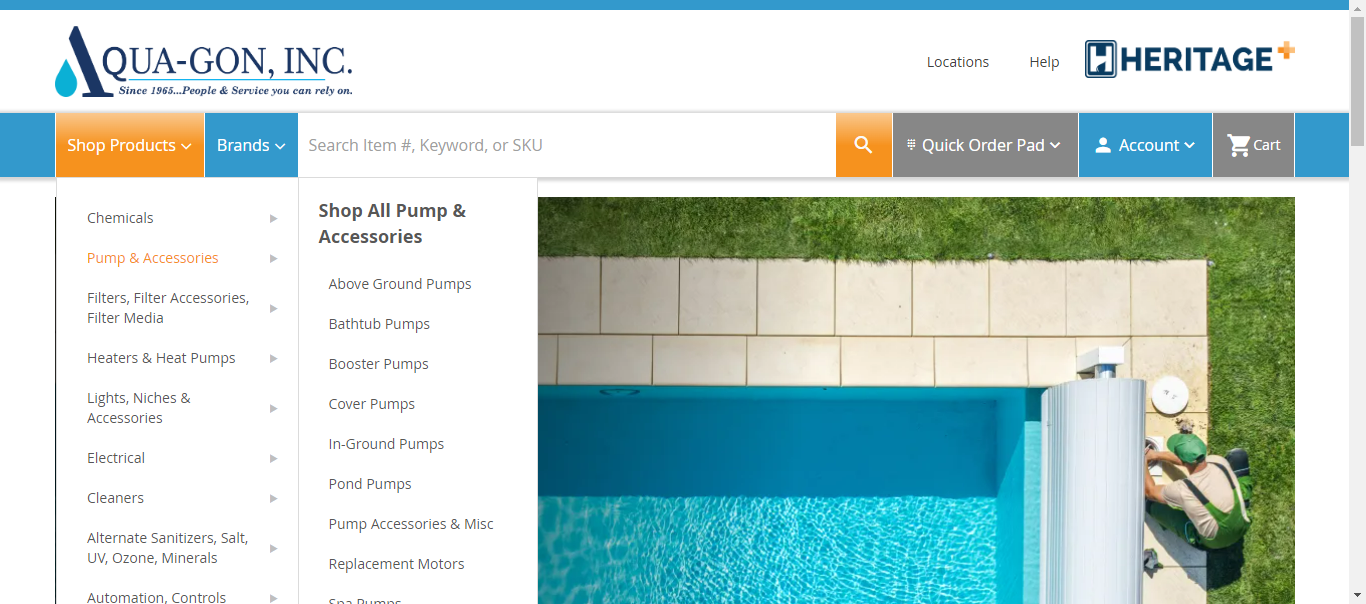 AQUA-GON, INC.
Since 1965...People & Service you can rely on.
Locations
Help
HERITAGE
Shop Products
Brands
Search Item #, Keyword, or SKU
Quick Order Pad
Account
Cart
Chemicals
Pump & Accessories
Filters, Filter Accessories,
Filter Media
Heaters & Heat Pumps
Lights, Niches &
Accessories
Electrical
Cleaners
Alternate Sanitizers, Salt,
UV, Ozone, Minerals
Automation, Controls
Shop All Pump &
Accessories
Above Ground Pumps
Bathtub Pumps
Booster Pumps
Cover Pumps
In-Ground Pumps
Pond Pumps
Pump Accessories & Misc
Replacement Motors
Spa Pumps